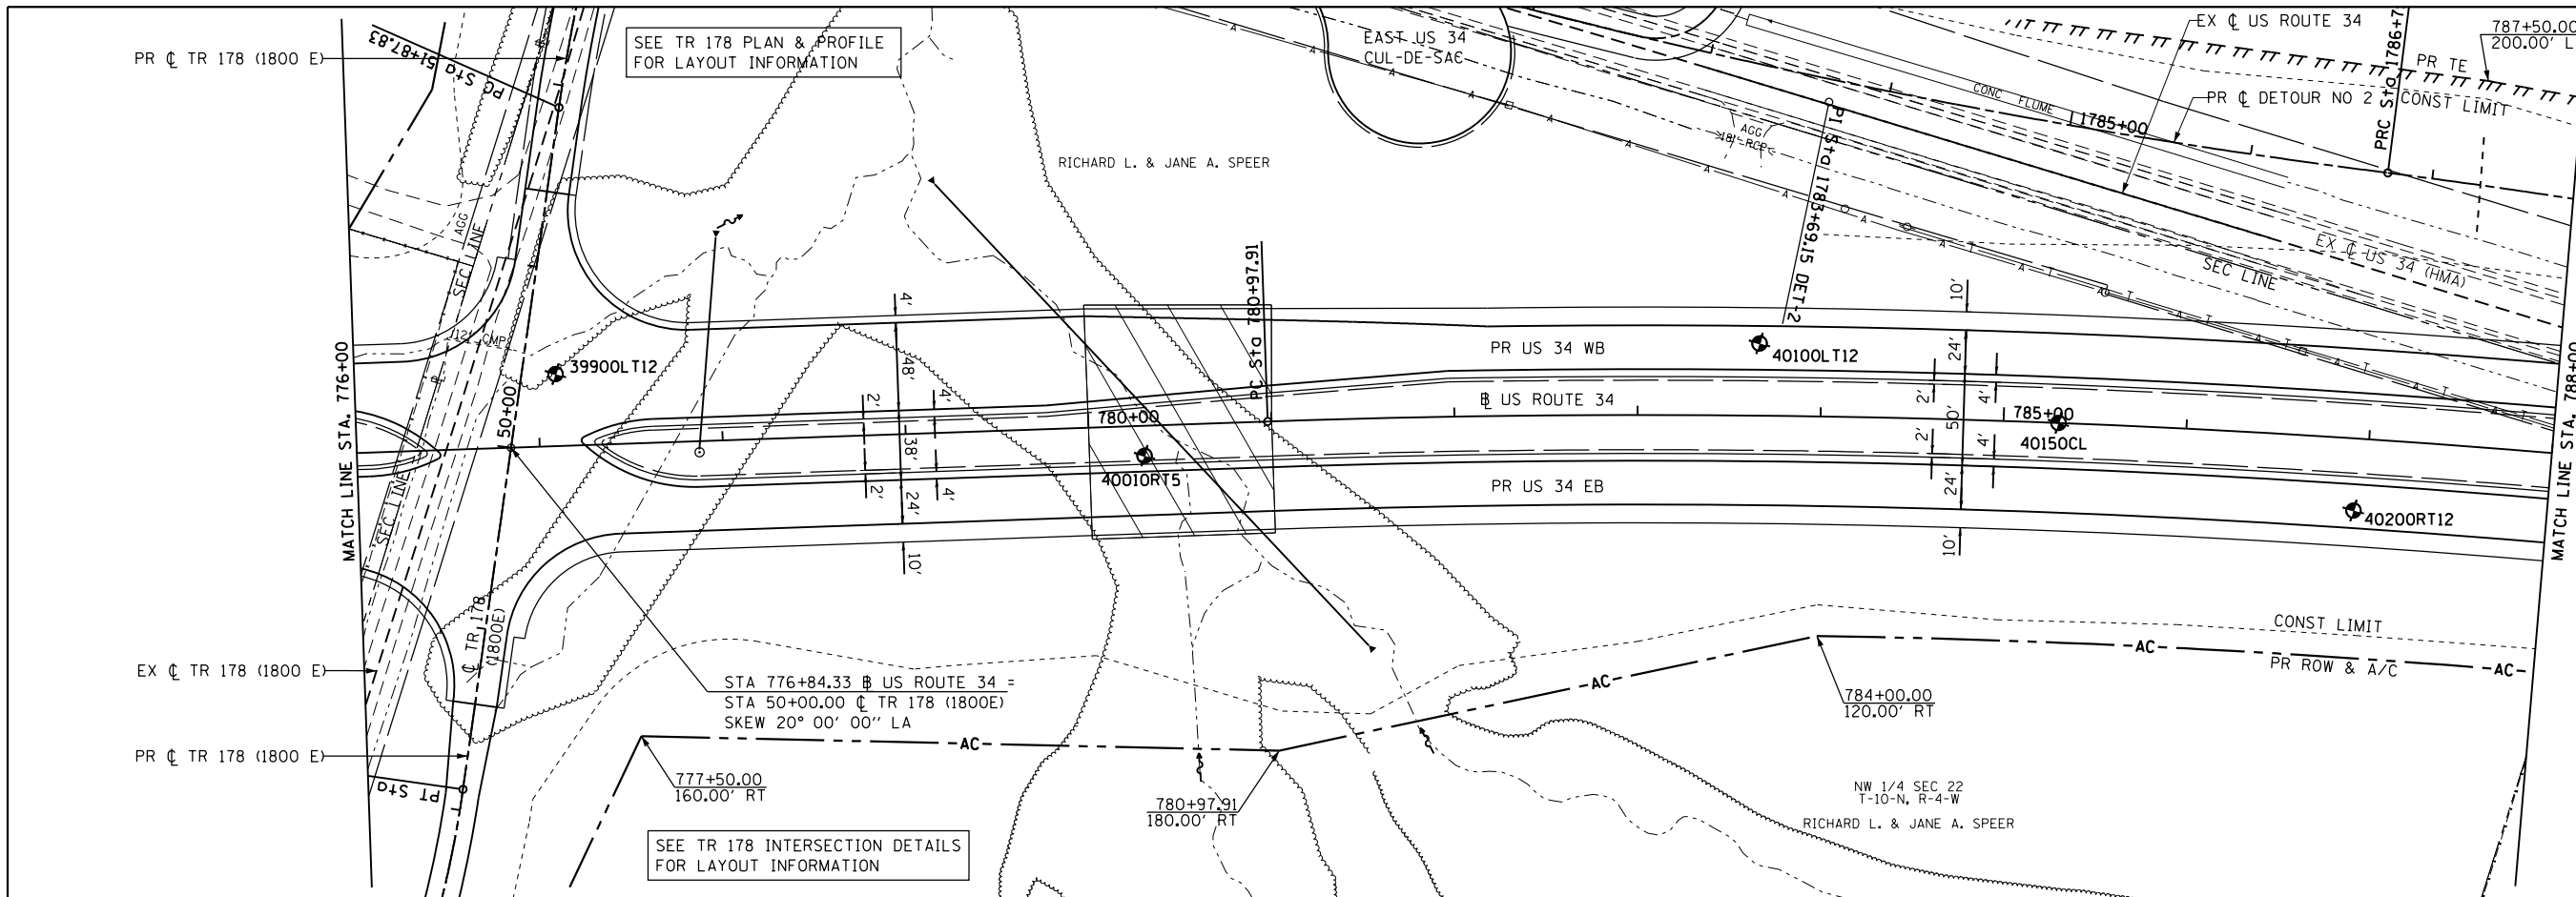 PR ℄ TR 178 (1800 E)
PC Sta 51+87.83
SEE TR 178 PLAN & PROFILE
FOR LAYOUT INFORMATION
EAST US 34
CUL-DE-SAC
RICHARD L. & JANE A. SPEER
EX ℄ US ROUTE 34
787+50.00
PR TE
CONST LIMIT
PR ℄ DETOUR NO 2
CONC FLUME
1785+00
AGG
18" RCP
PI Sta 1783+69.15 DET-2
EX ℄ US 34 (HMA)
SEC LINE
AGG
SEC LINE
12" CMP
39900LT12
50+00
MATCH LINE STA. 776+00
SEC LINE
4'
48'
4'
2'
38'
2'
4'
24'
10'
PC Sta 780+97.91
780+00
40010RT5
PR US 34 WB
US ROUTE 34
PR US 34 EB
40100LT12
10'
24'
2'
4'
50'
2'
4'
24'
10'
785+00
40150CL
40200RT12
MATCH LINE STA. 788+00
℄ TR 178
(1800E)
EX ℄ TR 178 (1800 E)
PR ℄ TR 178 (1800 E)
PT Sta
STA 776+84.33 US ROUTE 34 =
STA 50+00.00 ℄ TR 178 (1800E)
SKEW 20° 00' 00'' LA
AC
AC
AC
AC
CONST LIMIT
PR ROW & A/C
784+00.00
120.00' RT
777+50.00
160.00' RT
780+97.91
180.00' RT
NW 1/4 SEC 22
T-10-N, R-4-W
RICHARD L. & JANE A. SPEER
SEE TR 178 INTERSECTION DETAILS
FOR LAYOUT INFORMATION